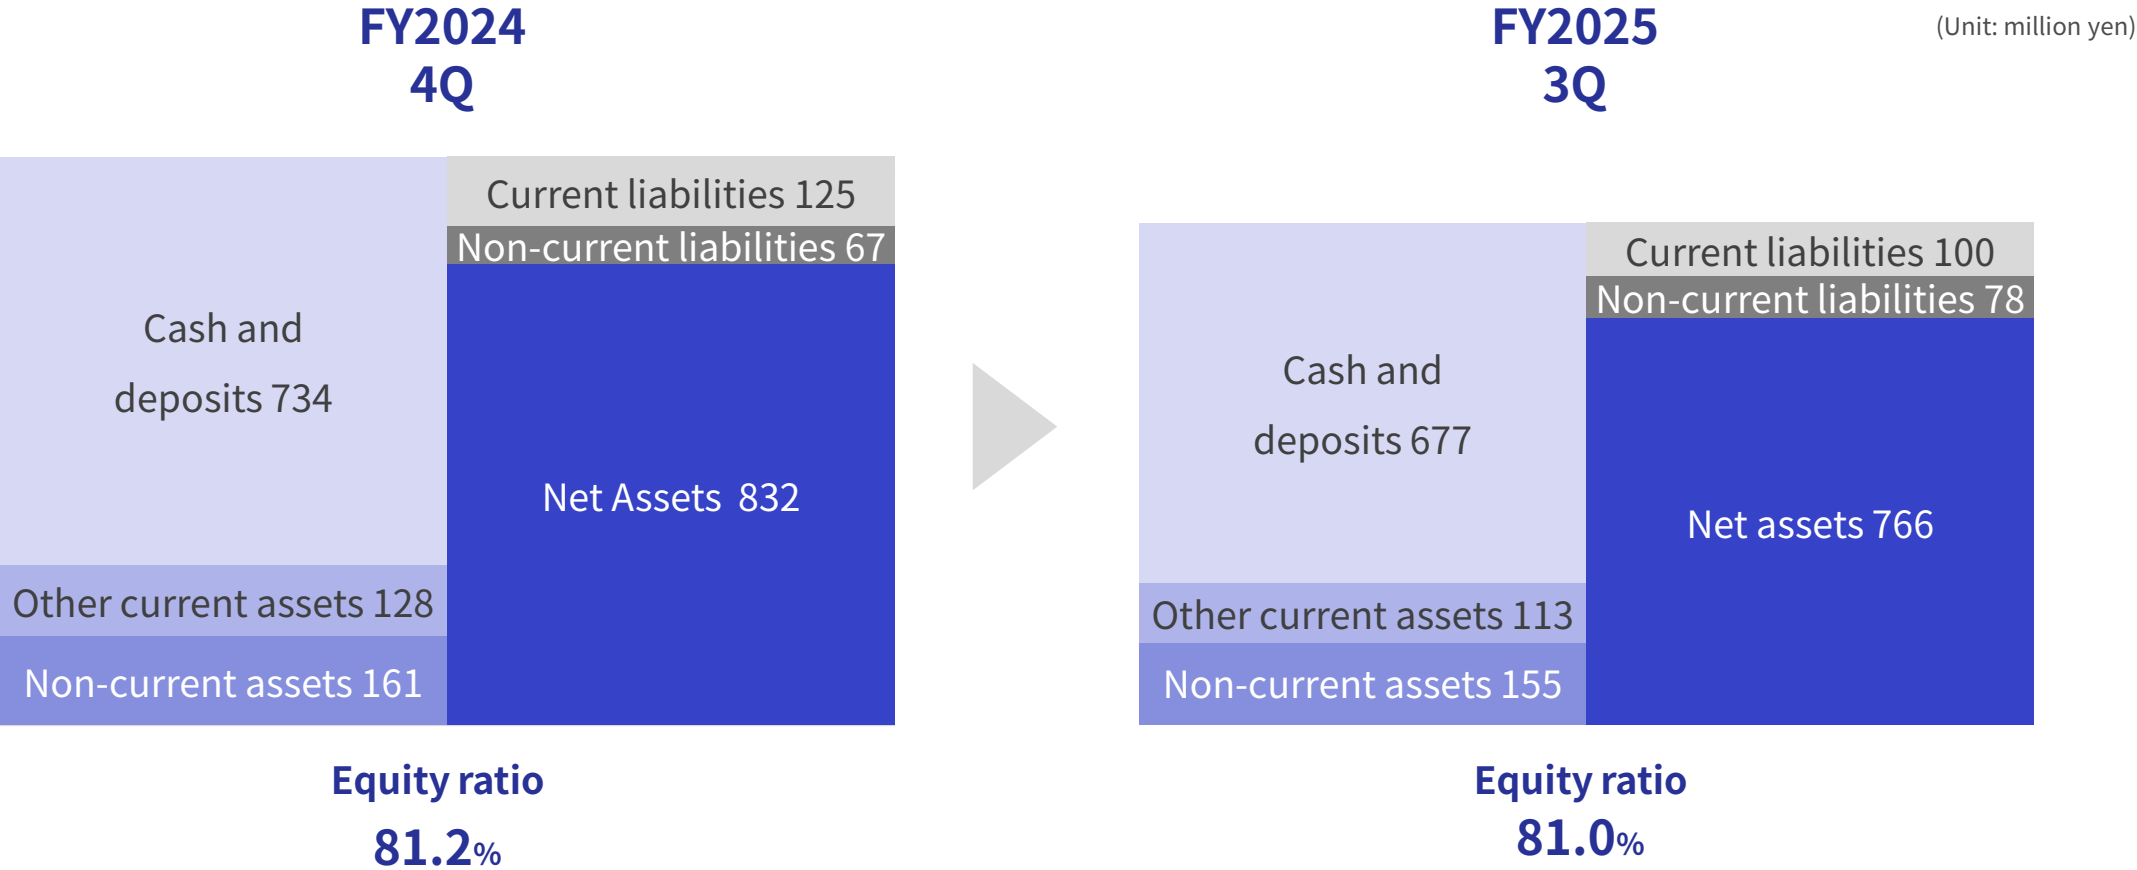 FY2024
4Q
FY2025
3Q
(Unit: million yen)
Cash and
deposits 734
Other current assets 128
Non-current assets 161
Current liabilities 125
Non-current liabilities 67
Net Assets  832
Equity ratio
81.2%
Cash and
deposits 677
Other current assets 113
Non-current assets 155
Current liabilities 100
Non-current liabilities 78
Net assets 766
Equity ratio
81.0%